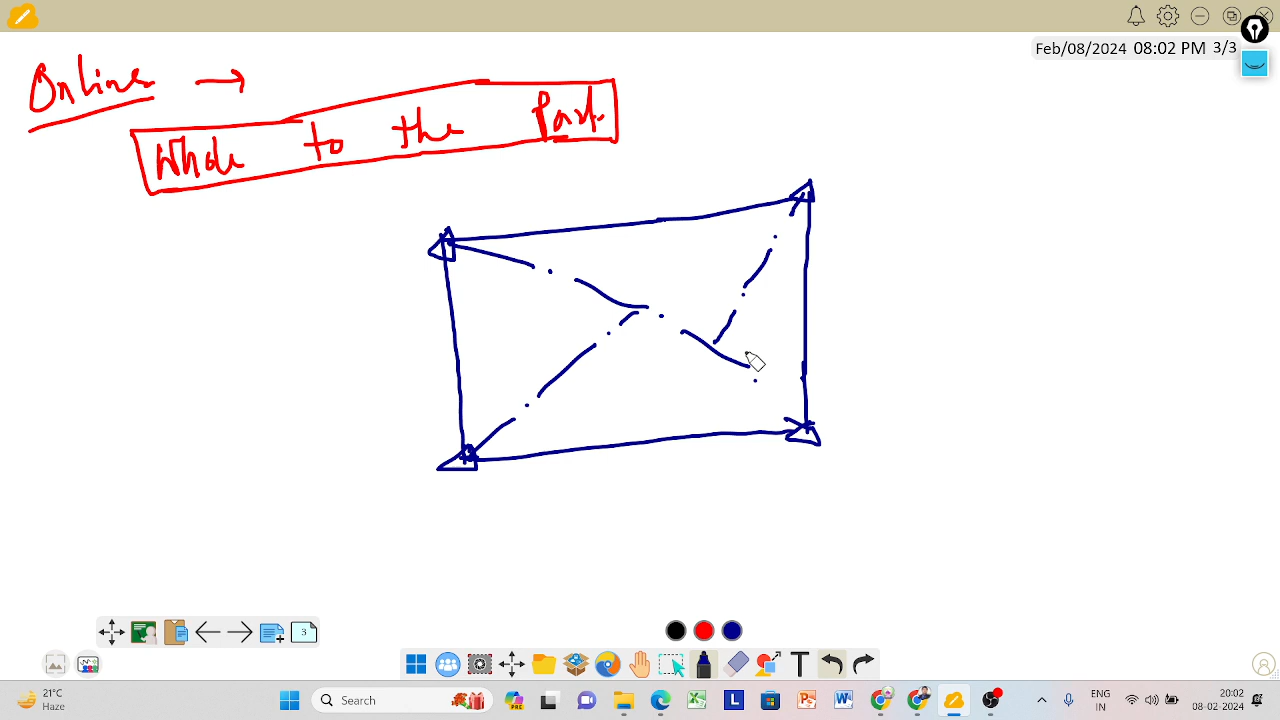 Feb/08/2024 08:02 PM 3/3
Online →
Whole to the Part.
3
21°C
Haze
Search
ENG
IN
20:02
08-02-2024